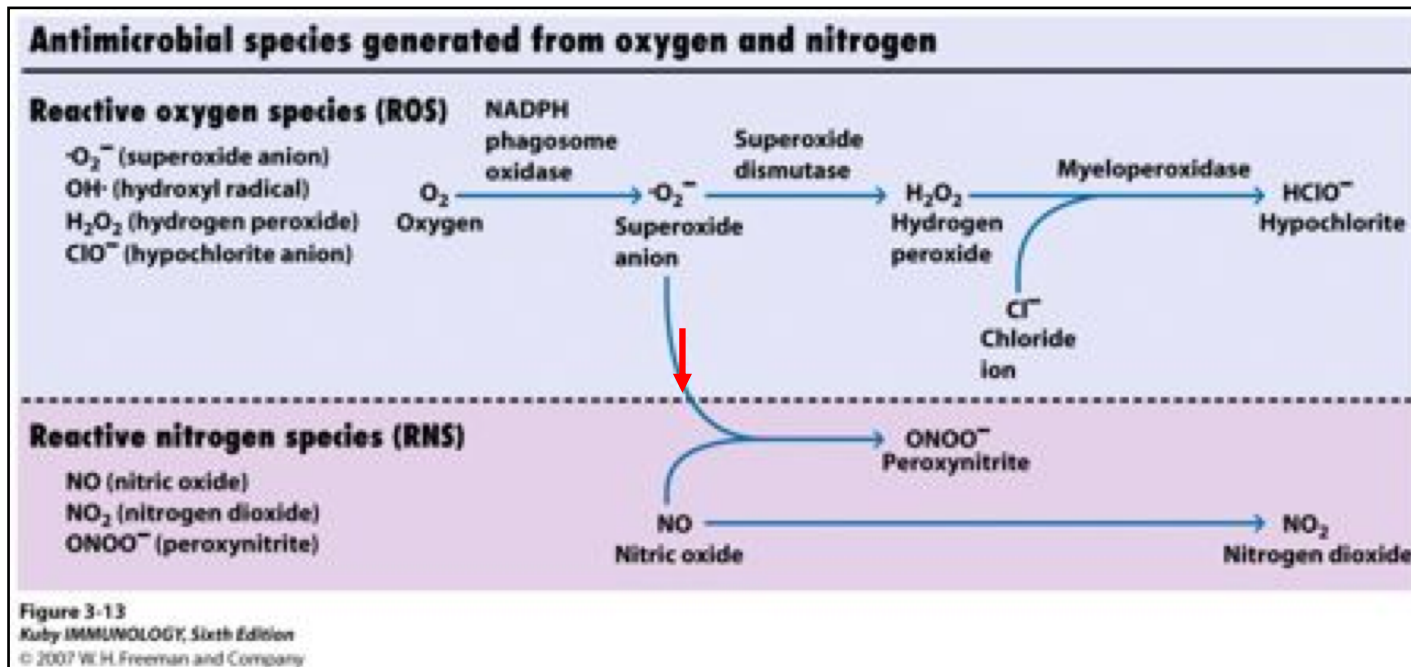 Antimicrobial species generated from oxygen and nitrogen
Reactive oxygen species (ROS)
·O₂⁻ (superoxide anion)
OH· (hydroxyl radical)
H₂O₂ (hydrogen peroxide)
ClO⁻ (hypochlorite anion)
NADPH
phagosome
oxidase
Superoxide
dismutase
Myeloperoxidase
O₂
Oxygen
·O₂⁻
Superoxide
anion
H₂O₂
Hydrogen
peroxide
HClO⁻
Hypochlorite
Cl⁻
Chloride
ion
Reactive nitrogen species (RNS)
NO (nitric oxide)
NO₂ (nitrogen dioxide)
ONOO⁻ (peroxynitrite)
ONOO⁻
Peroxynitrite
NO
Nitric oxide
NO₂
Nitrogen dioxide
Figure 3-13
Kuby IMMUNOLOGY, Sixth Edition
© 2007 W. H. Freeman and Company